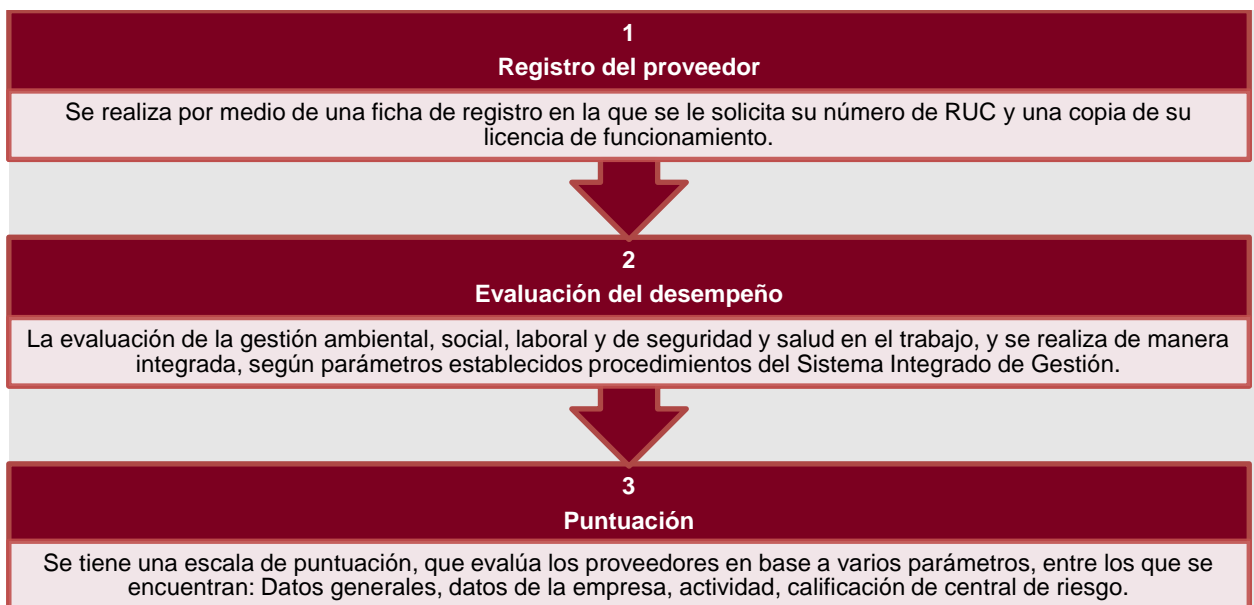 1
Registro del proveedor
Se realiza por medio de una ficha de registro en la que se le solicita su número de RUC y una copia de su
licencia de funcionamiento.
2
Evaluación del desempeño
La evaluación de la gestión ambiental, social, laboral y de seguridad y salud en el trabajo, y se realiza de manera
integrada, según parámetros establecidos procedimientos del Sistema Integrado de Gestión.
3
Puntuación
Se tiene una escala de puntuación, que evalúa los proveedores en base a varios parámetros, entre los que se
encuentran: Datos generales, datos de la empresa, actividad, calificación de central de riesgo.